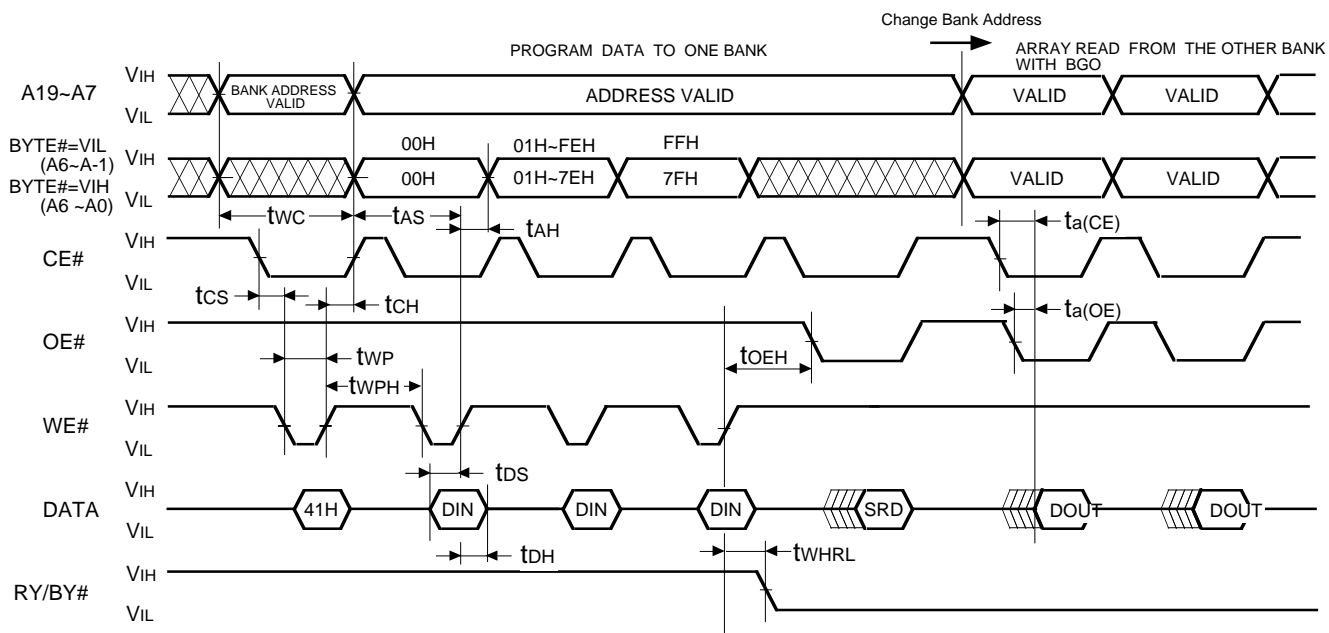 Change Bank Address
PROGRAM DATA TO ONE BANK
ARRAY READ FROM THE OTHER BANK
WITH BGO
A19~A7
VIH
VIL
BANK ADDRESS
VALID
ADDRESS VALID
VALID
VALID
BYTE#=VIL
(A6~A-1)
BYTE#=VIH
(A6 ~A0)
VIH
VIL
00H
01H~FEH
FFH
00H
01H~7EH
7FH
VALID
VALID
tWC
tAS
tAH
ta(CE)
CE#
VIH
VIL
tCS
tCH
ta(OE)
OE#
VIH
VIL
tWP
tOEH
tWPH
WE#
VIH
VIL
tDS
DATA
VIH
VIL
41H
DIN
DIN
DIN
SRD
DOUT
DOUT
tDH
tWHRL
RY/BY#
VIH
VIL